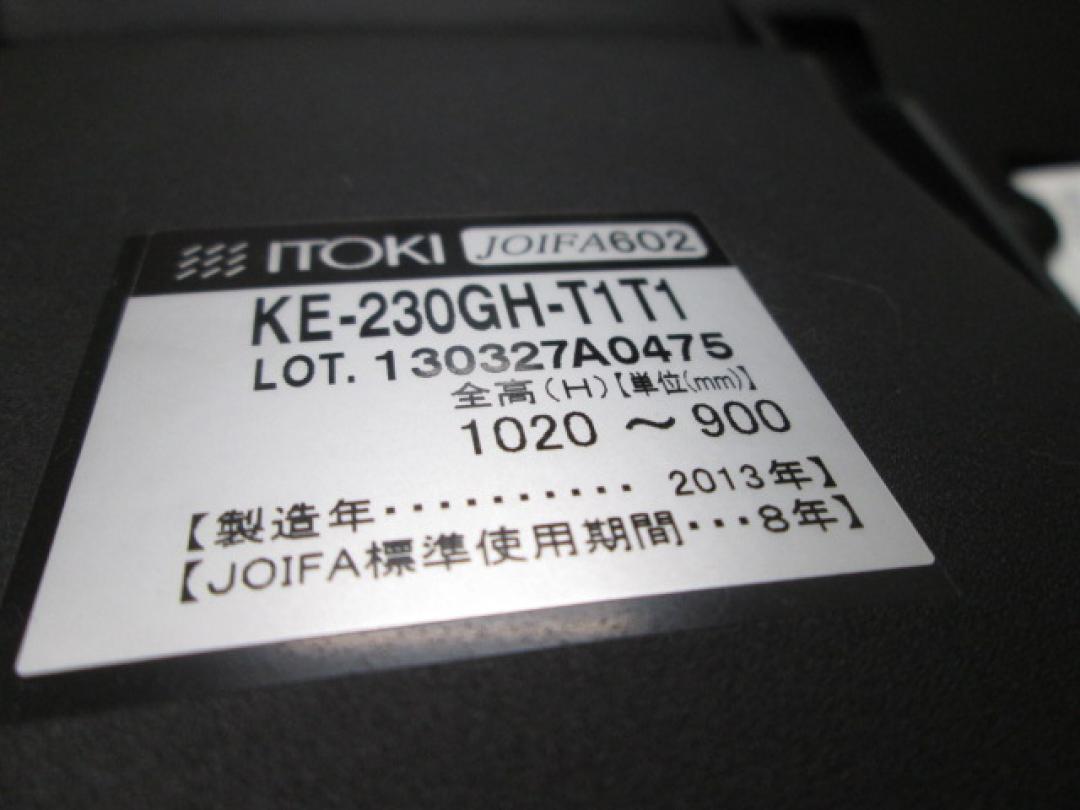 ITOKI JOIFA602
KE-230GH-T1T1
LOT. 130327A0475
全高(H)【単位(mm)】
1020 ～ 900
【製造年･･････････ 2013年】
【JOIFA標準使用期間･･･8年】